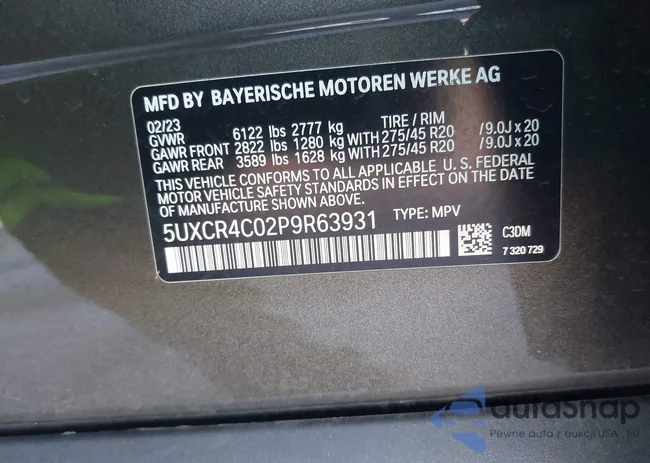 MFD BY BAYERISCHE MOTOREN WERKE AG
02/23 TIRE / RIM
GVWR 6122 lbs 2777 kg
GAWR FRONT 2822 lbs 1280 kg WITH 275/45 R20 / 9.0J x 20
GAWR REAR 3589 lbs 1628 kg WITH 275/45 R20 / 9.0J x 20
THIS VEHICLE CONFORMS TO ALL APPLICABLE U. S. FEDERAL
MOTOR VEHICLE SAFETY STANDARDS IN EFFECT ON THE DATE
OF MANUFACTURE SHOWN ABOVE.
5UXCR4C02P9R63931 TYPE: MPV
C3DM
7 320 729
autoSnap
Pewne auta z aukcji USA | EU